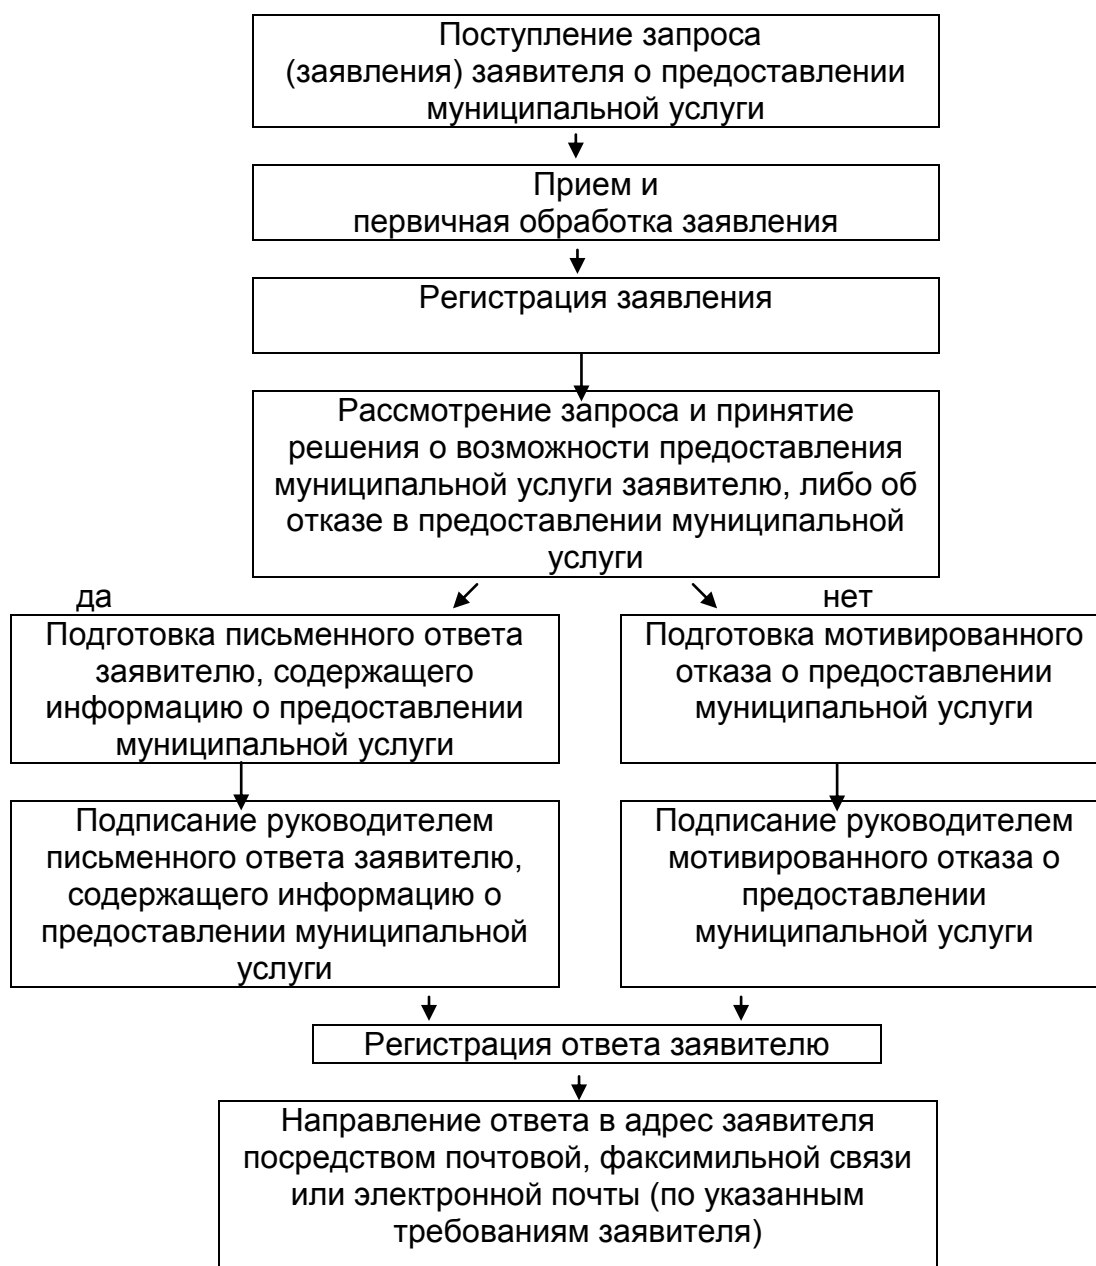 Поступление запроса
(заявления) заявителя о предоставлении
муниципальной услуги
Прием и
первичная обработка заявления
Регистрация заявления
Рассмотрение запроса и принятие
решения о возможности предоставления
муниципальной услуги заявителю, либо об
отказе в предоставлении муниципальной
услуги
да
нет
Подготовка письменного ответа
заявителю, содержащего
информацию о предоставлении
муниципальной услуги
Подготовка мотивированного
отказа о предоставлении
муниципальной услуги
Подписание руководителем
письменного ответа заявителю,
содержащего информацию о
предоставлении муниципальной
услуги
Подписание руководителем
мотивированного отказа о
предоставлении
муниципальной услуги
Регистрация ответа заявителю
Направление ответа в адрес заявителя
посредством почтовой, факсимильной связи
или электронной почты (по указанным
требованиям заявителя)